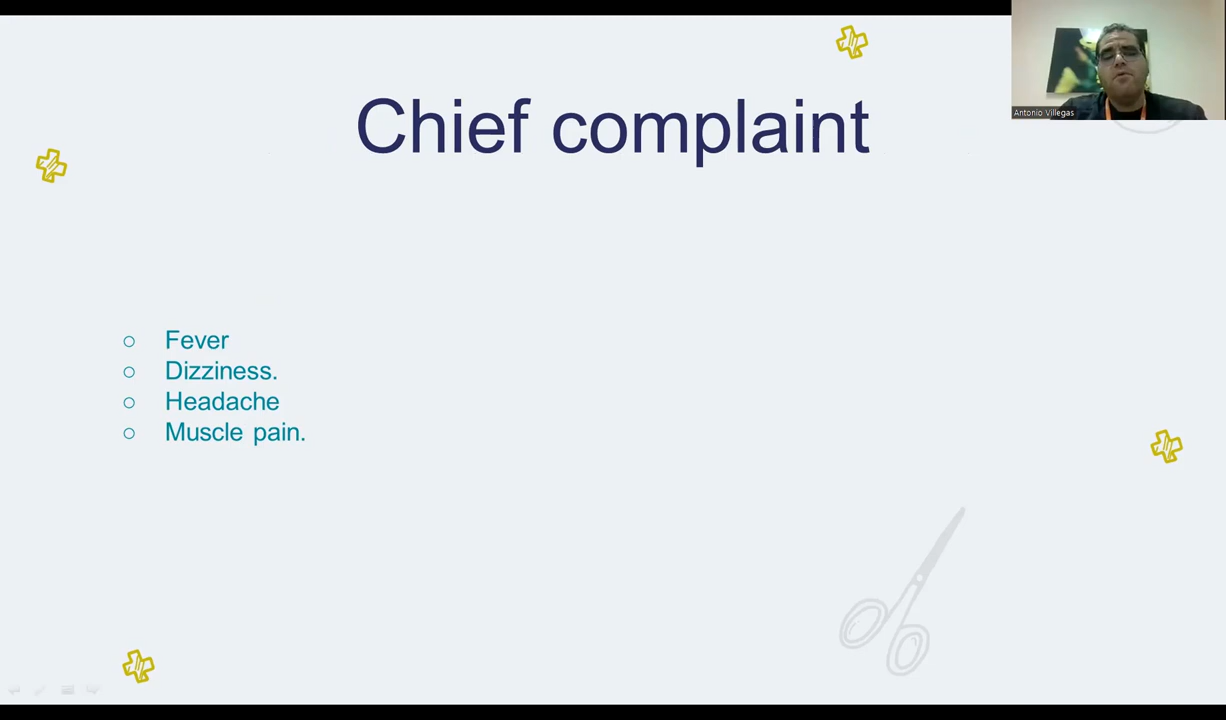 Chief complaint
Antonio Villegas
Fever
Dizziness.
Headache
Muscle pain.